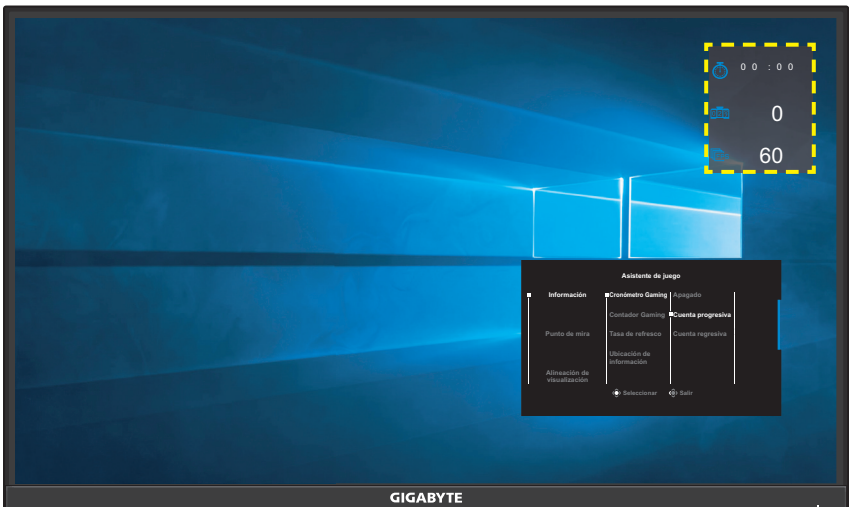 00 :00
0
60
Asistente de juego
Información
Cronómetro Gaming
Apagado
Contador Gaming
Cuenta progresiva
Punto de mira
Tasa de refresco
Cuenta regresiva
Ubicación de
información
Alineación de
visualización
Seleccionar
Salir
GIGABYTE